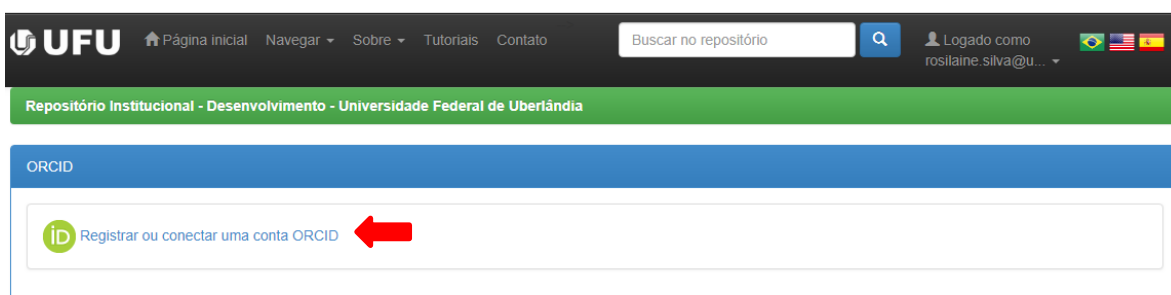 UFU Página inicial Navegar Sobre Tutoriais Contato Buscar no repositório Logado como
rosilaine.silva@u...
Repositório Institucional - Desenvolvimento - Universidade Federal de Uberlândia
ORCID
iD Registrar ou conectar uma conta ORCID